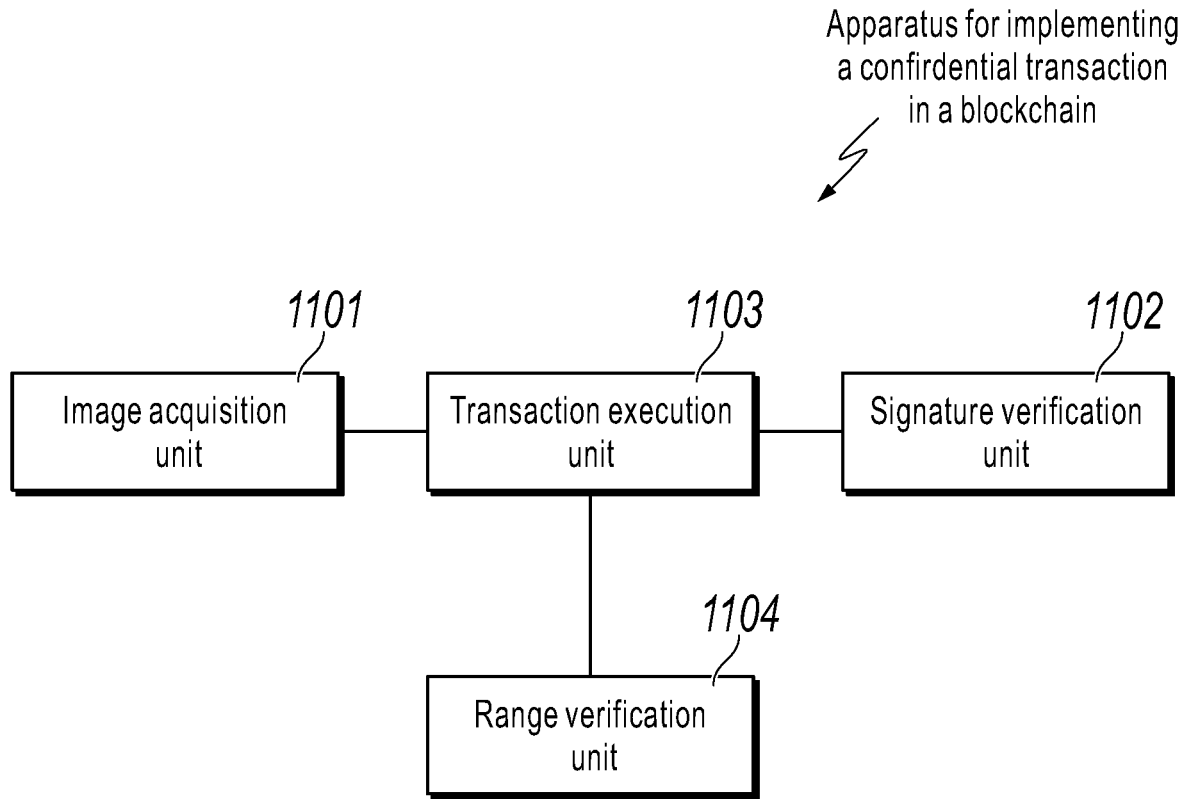 Apparatus for implementing
a confirdential transaction
in a blockchain
1101
1103
1102
Image acquisition
unit
Transaction execution
unit
Signature verification
unit
1104
Range verification
unit